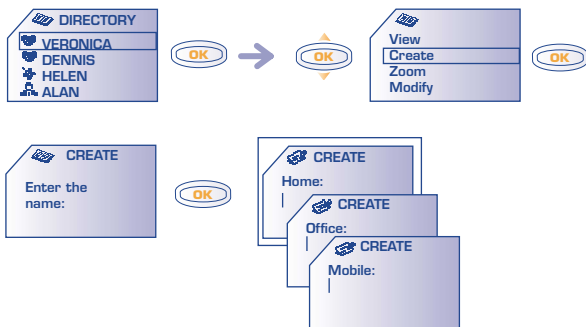 DIRECTORY
VERONICA
DENNIS
HELEN
ALAN
OK
OK
View
Create
Zoom
Modify
OK
CREATE
Enter the
name:
OK
CREATE
Home:
CREATE
Office:
CREATE
Mobile: